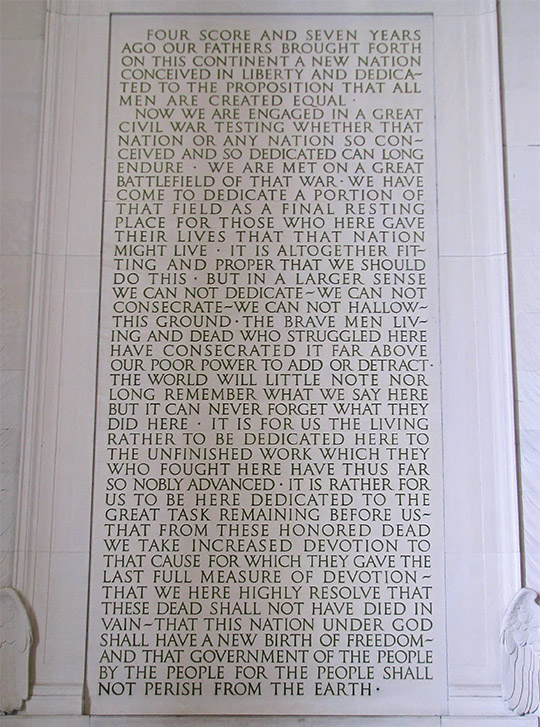 FOUR SCORE AND SEVEN YEARS
AGO OUR FATHERS BROUGHT FORTH
ON THIS CONTINENT A NEW NATION
CONCEIVED IN LIBERTY AND DEDICA~
TED TO THE PROPOSITION THAT ALL
MEN ARE CREATED EQUAL ·
NOW WE ARE ENGAGED IN A GREAT
CIVIL WAR TESTING WHETHER THAT
NATION OR ANY NATION SO CON~
CEIVED AND SO DEDICATED CAN LONG
ENDURE · WE ARE MET ON A GREAT
BATTLEFIELD OF THAT WAR · WE HAVE
COME TO DEDICATE A PORTION OF
THAT FIELD AS A FINAL RESTING
PLACE FOR THOSE WHO HERE GAVE
THEIR LIVES THAT THAT NATION
MIGHT LIVE · IT IS ALTOGETHER FIT~
TING AND PROPER THAT WE SHOULD
DO THIS · BUT IN A LARGER SENSE
WE CAN NOT DEDICATE~WE CAN NOT
CONSECRATE~WE CAN NOT HALLOW~
THIS GROUND · THE BRAVE MEN LIV~
ING AND DEAD WHO STRUGGLED HERE
HAVE CONSECRATED IT FAR ABOVE
OUR POOR POWER TO ADD OR DETRACT ·
THE WORLD WILL LITTLE NOTE NOR
LONG REMEMBER WHAT WE SAY HERE
BUT IT CAN NEVER FORGET WHAT THEY
DID HERE · IT IS FOR US THE LIVING
RATHER TO BE DEDICATED HERE TO
THE UNFINISHED WORK WHICH THEY
WHO FOUGHT HERE HAVE THUS FAR
SO NOBLY ADVANCED · IT IS RATHER FOR
US TO BE HERE DEDICATED TO THE
GREAT TASK REMAINING BEFORE US~
THAT FROM THESE HONORED DEAD
WE TAKE INCREASED DEVOTION TO
THAT CAUSE FOR WHICH THEY GAVE THE
LAST FULL MEASURE OF DEVOTION~
THAT WE HERE HIGHLY RESOLVE THAT
THESE DEAD SHALL NOT HAVE DIED IN
VAIN~THAT THIS NATION UNDER GOD
SHALL HAVE A NEW BIRTH OF FREEDOM~
AND THAT GOVERNMENT OF THE PEOPLE
BY THE PEOPLE FOR THE PEOPLE SHALL
NOT PERISH FROM THE EARTH ·